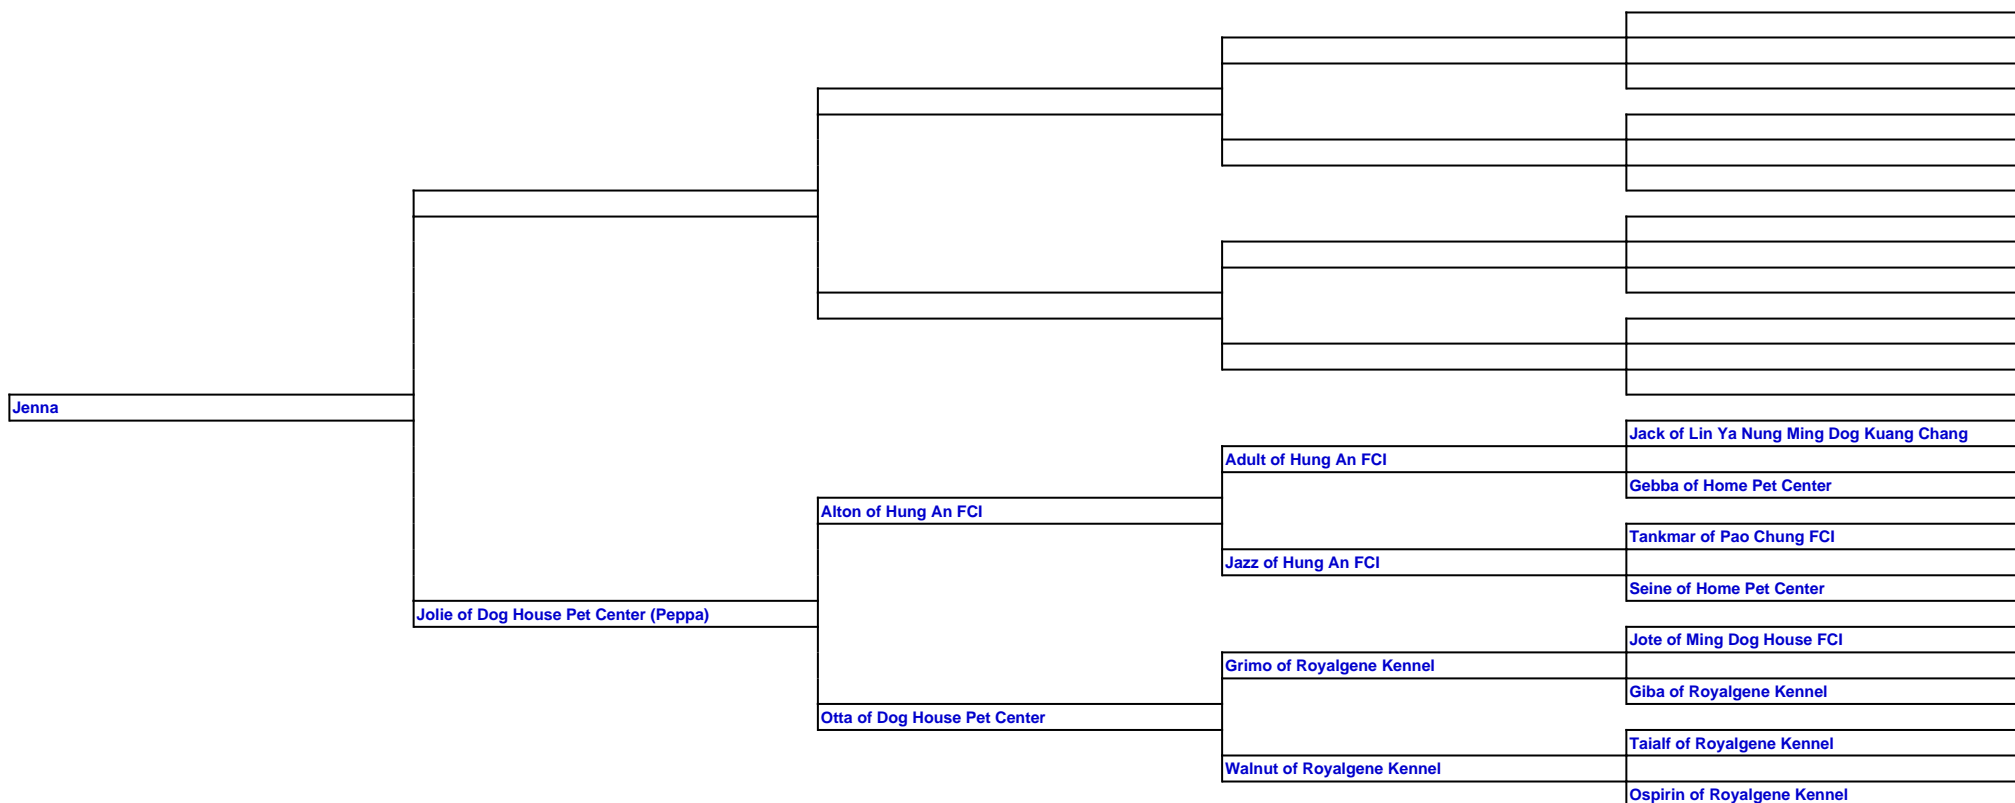 Jenna
Jolie of Dog House Pet Center (Peppa)
Alton of Hung An FCI
Otta of Dog House Pet Center
Adult of Hung An FCI
Jazz of Hung An FCI
Grimo of Royalgene Kennel
Walnut of Royalgene Kennel
Jack of Lin Ya Nung Ming Dog Kuang Chang
Gebba of Home Pet Center
Tankmar of Pao Chung FCI
Seine of Home Pet Center
Jote of Ming Dog House FCI
Giba of Royalgene Kennel
Taialf of Royalgene Kennel
Ospirin of Royalgene Kennel